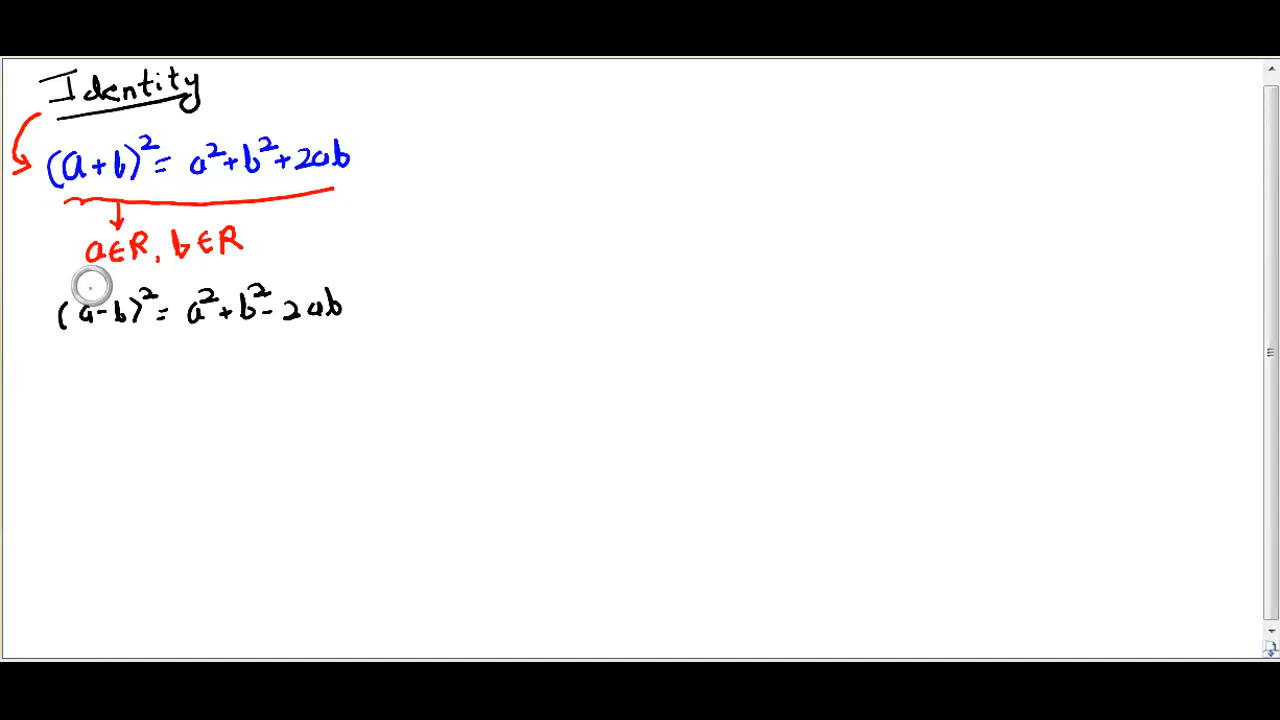 Identity
(a+b)²= a²+b²+2ab
a∈R, b∈R
(a-b)²= a²+b²-2ab